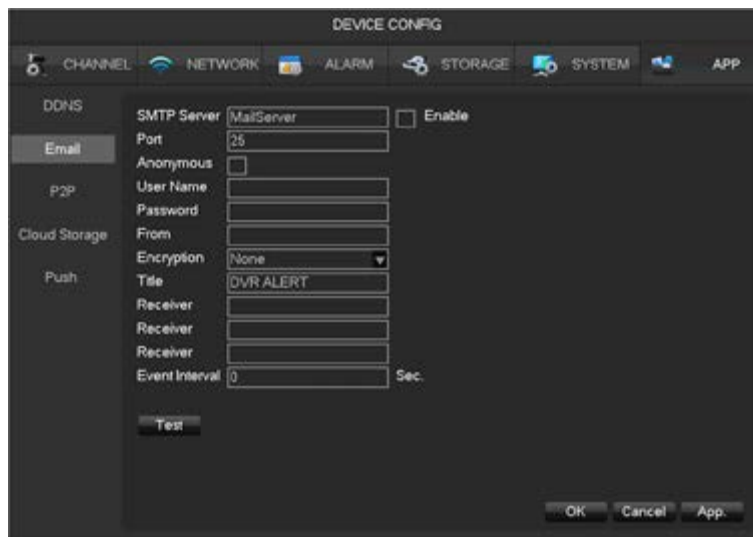 DEVICE CONFIG
CHANNEL NETWORK ALARM STORAGE SYSTEM APP
DDNS
Email
P2P
Cloud Storage
Push
SMTP Server MailServer Enable
Port 25
Anonymous
User Name
Password
From
Encryption None
Title DVR ALERT
Receiver
Receiver
Receiver
Event Interval 0 Sec.
Test
OK Cancel App.